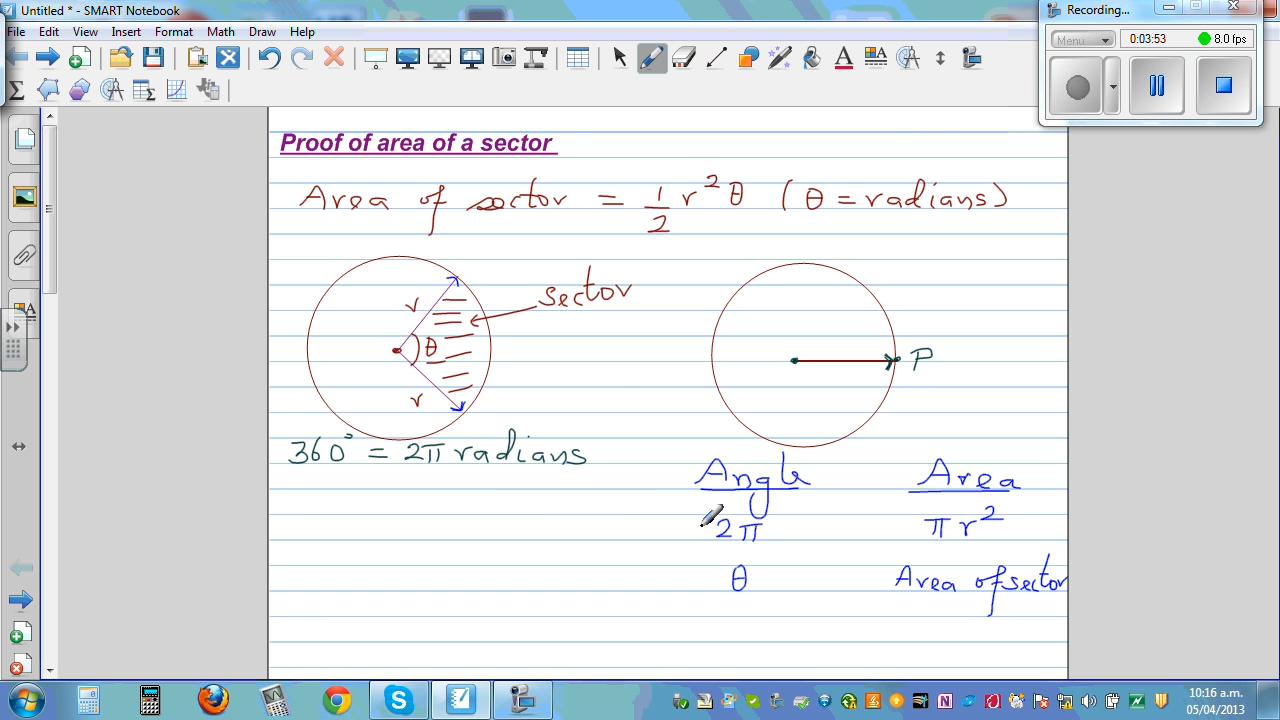 Untitled * - SMART Notebook
Recording...
File Edit View Insert Format Math Draw Help
Menu 0:03:53 8.0 fps
Proof of area of a sector
Area of sector = 1/2 r² θ (θ = radians)
sector
r
θ
r
P
360° = 2π radians
Angle Area
2π πr²
θ Area of sector
10:16 a.m.
05/04/2013